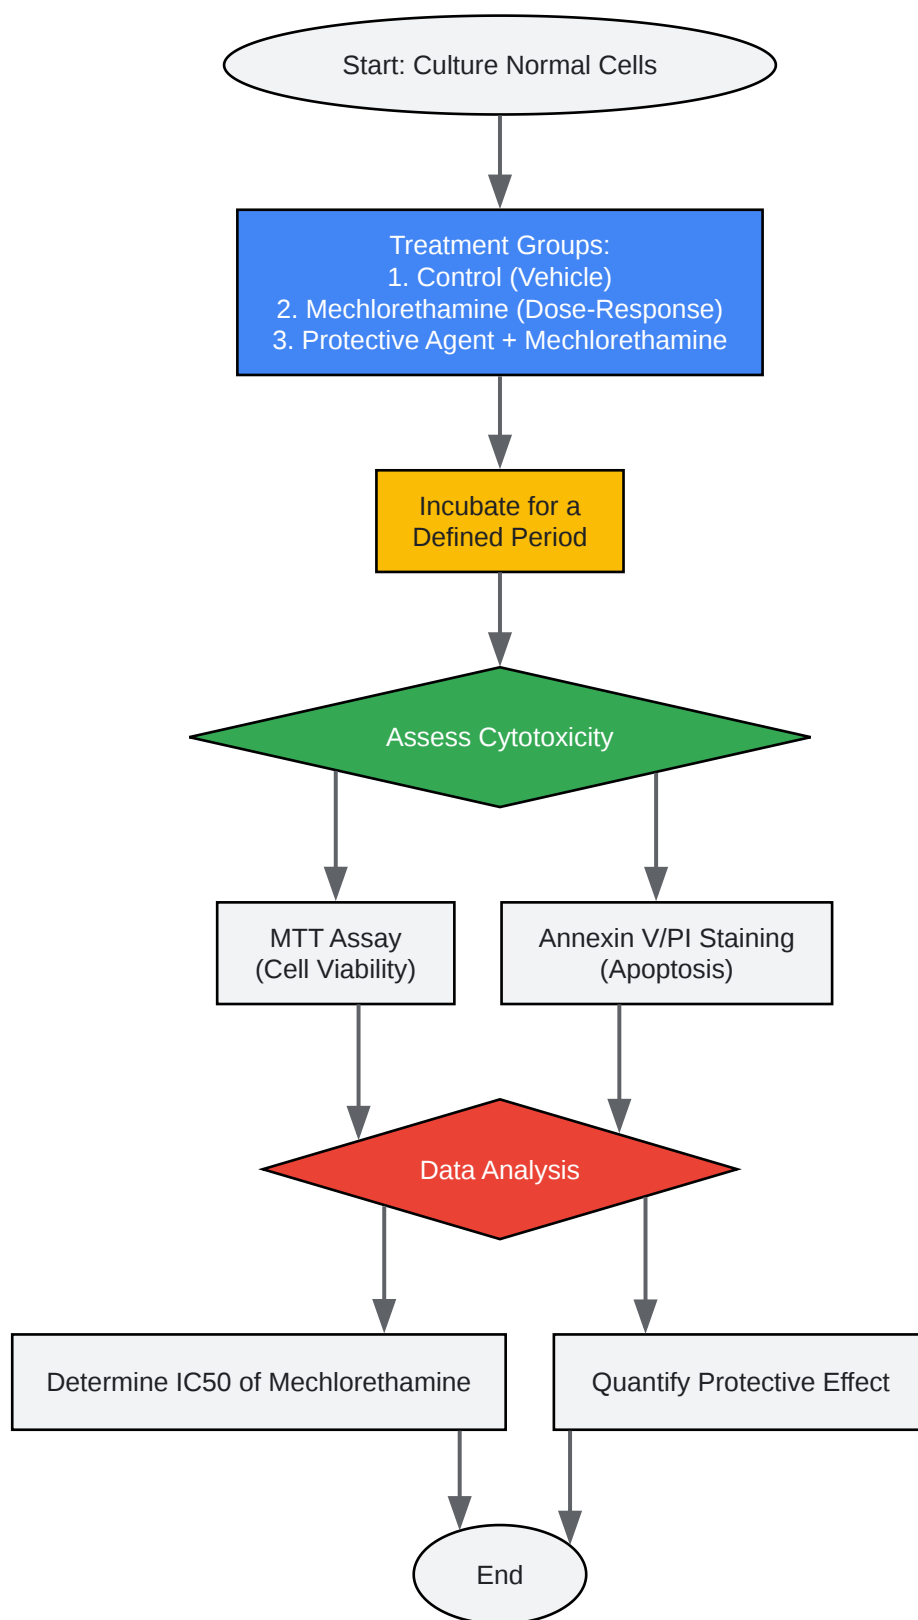 Start: Culture Normal Cells
Treatment Groups:
1. Control (Vehicle)
2. Mechlorethamine (Dose-Response)
3. Protective Agent + Mechlorethamine
Incubate for a
Defined Period
Assess Cytotoxicity
MTT Assay
(Cell Viability)
Annexin V/PI Staining
(Apoptosis)
Data Analysis
Determine IC50 of Mechlorethamine
Quantify Protective Effect
End